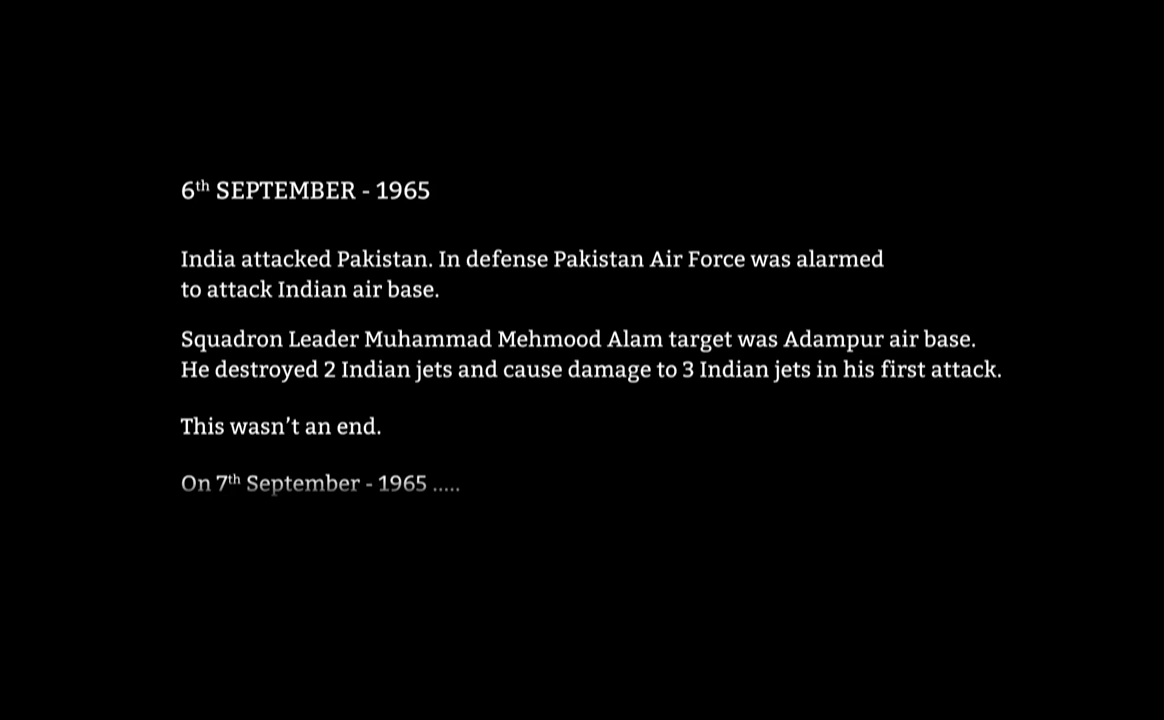 6th SEPTEMBER - 1965
India attacked Pakistan. In defense Pakistan Air Force was alarmed
to attack Indian air base.
Squadron Leader Muhammad Mehmood Alam target was Adampur air base.
He destroyed 2 Indian jets and cause damage to 3 Indian jets in his first attack.
This wasn’t an end.
On 7th September - 1965 .....